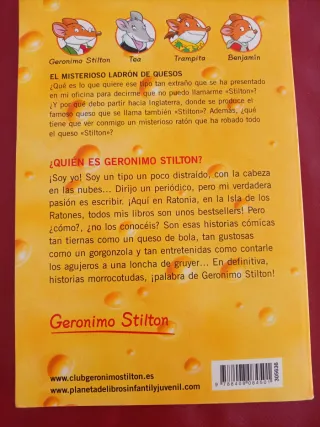 Geronimo Stilton Tea Trampita Benjamín
EL MISTERIOSO LADRÓN DE QUESOS
¿Qué es lo que quiere ese tipo tan extraño que se ha presentado
en mi oficina para decirme que no puedo llamarme «Stilton»?
¿Y por qué debo partir hacia Inglaterra, donde se produce el
famoso queso que se llama también «Stilton»? Además, ¿qué
tiene que ver conmigo un misterioso ratón que ha robado todo
el queso «Stilton»?
¿QUIÉN ES GERONIMO STILTON?
¡Soy yo! Soy un tipo un poco distraído, con la cabeza
en las nubes... Dirijo un periódico, pero mi verdadera
pasión es escribir. ¡Aquí en Ratonia, en la Isla de los
Ratones, todos mis libros son unos bestsellers! Pero
¿cómo?, ¿no los conocéis? Son esas historias cómicas
tan tiernas como un queso de bola, tan gustosas
como un gorgonzola y tan entretenidas como contarle
los agujeros a una loncha de gruyer... En definitiva,
historias morrocotudas, ¡palabra de Geronimo Stilton!
Geronimo Stilton
www.clubgeronimostilton.es
www.planetadelibrosinfantilyjuvenil.com